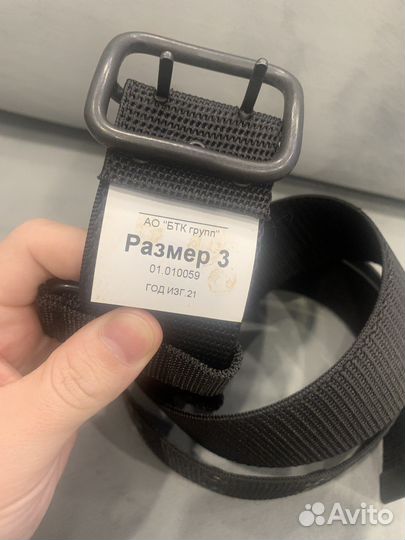 АО "БТК групп"
Размер 3
01.010059
ГОД ИЗГ.21
Avito